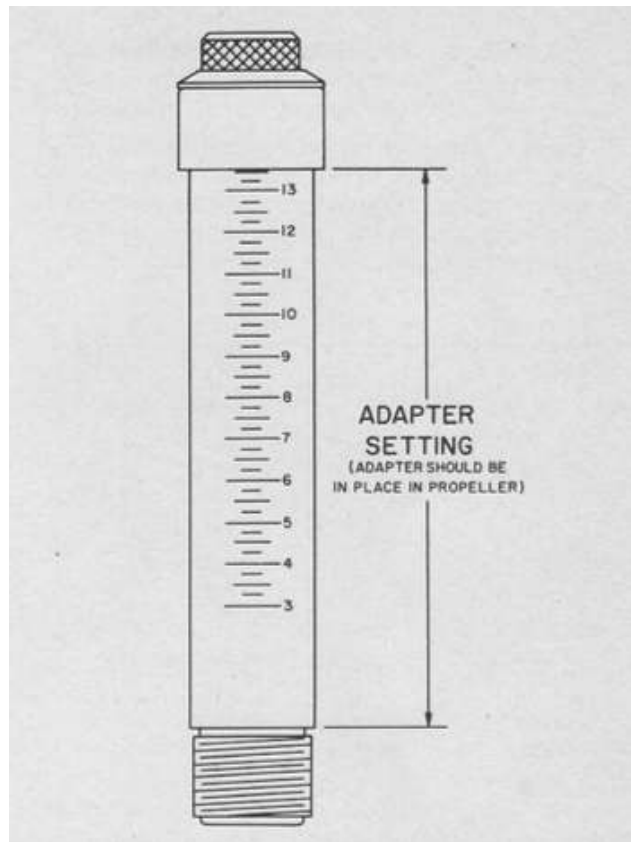 13
12
11
10
9
8
7
6
5
4
3
ADAPTER
SETTING
(ADAPTER SHOULD BE
IN PLACE IN PROPELLER)